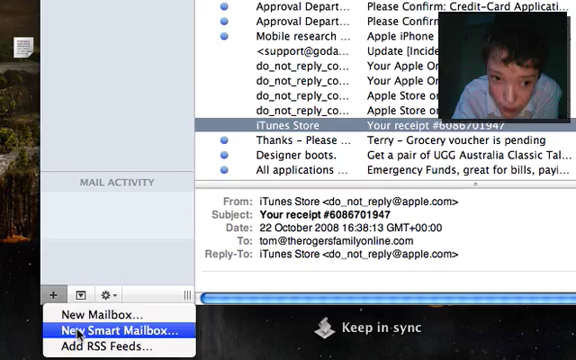 Approval Depart... Please Confirm: Credit-Card Applicati...
Approval Depart... Please Confirm
Mobile research ... Apple iPhone
<support@goda... Update [Incide
do_not_reply_co... Your Apple On
do_not_reply_co... Your Apple Or
do_not_reply_co... Apple Store o
do_not_reply_co... Apple Store on
iTunes Store Your receipt #6086701947
Thanks - Please ... Terry - Grocery voucher is pending
Designer boots. Get a pair of UGG Australia Classic Tal...
All applications ... Emergency Funds, great for bills, payi...
MAIL ACTIVITY
From: iTunes Store <do_not_reply@apple.com>
Subject: Your receipt #6086701947
Date: 22 October 2008 16:38:13 GMT+00:00
To: tom@therogersfamilyonline.com
Reply-To: iTunes Store <do_not_reply@apple.com>
New Mailbox...
New Smart Mailbox...
Add RSS Feeds...
Keep in sync